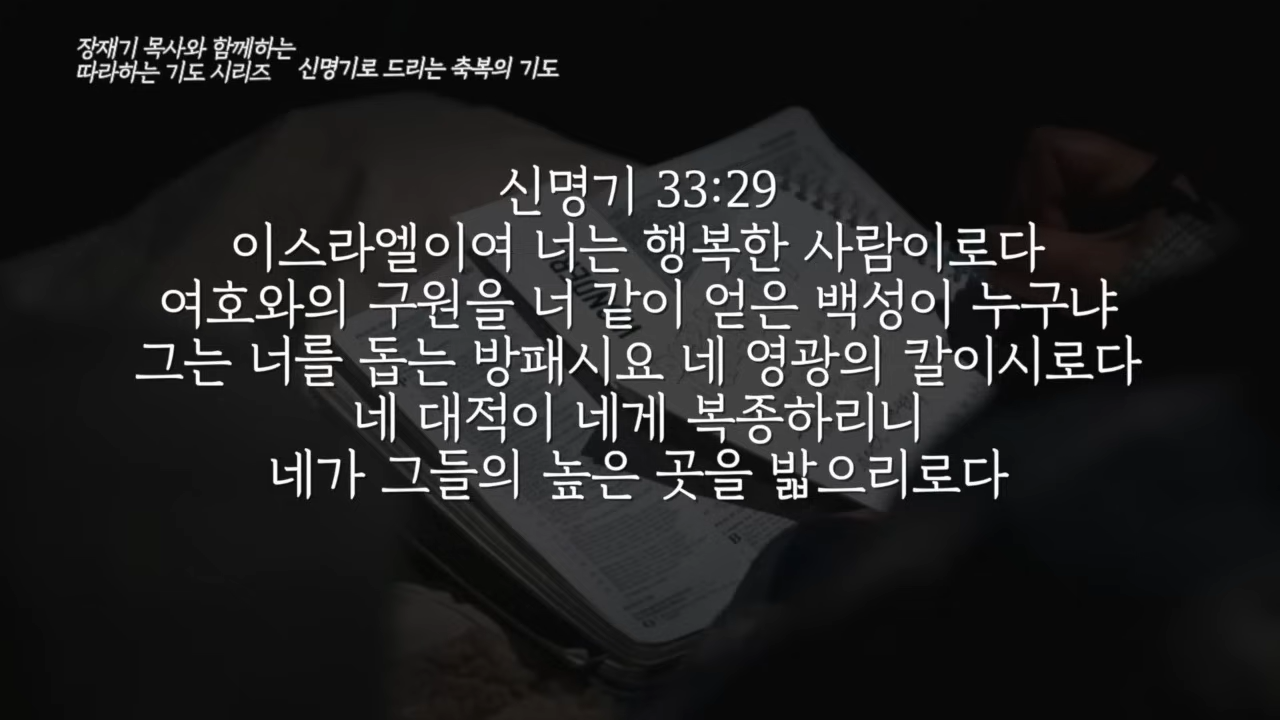 장재기 목사와 함께하는
따라하는 기도 시리즈
신명기로 드리는 축복의 기도
신명기 33:29
이스라엘이여 너는 행복한 사람이로다
여호와의 구원을 너 같이 얻은 백성이 누구냐
그는 너를 돕는 방패시요 네 영광의 칼이시로다
네 대적이 네게 복종하리니
네가 그들의 높은 곳을 밟으리로다